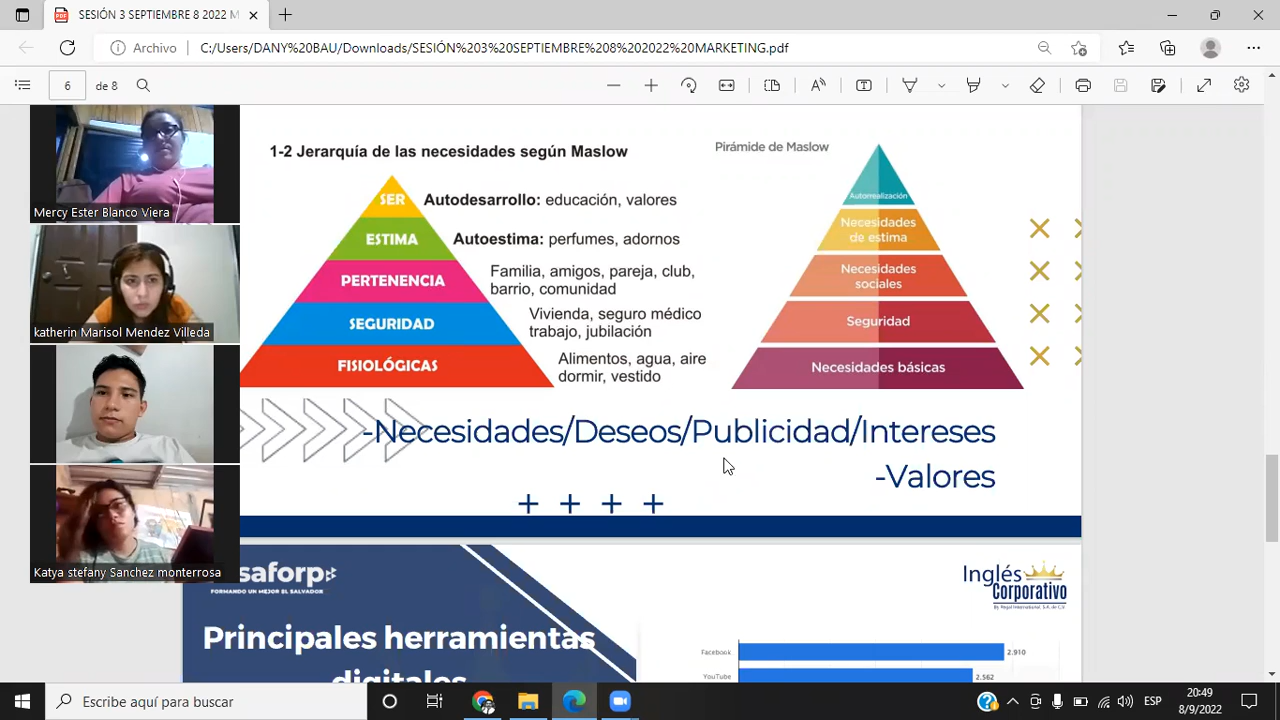 SESIÓN 3 SEPTIEMBRE 8 2022 M
Archivo
C:/Users/DANY%20BAU/Downloads/SESIÓN%203%20SEPTIEMBRE%208%202022%20MARKETING.pdf
6 de 8
Mercy Ester Blanco Viera
katherin Marisol Mendez Villeda
Katya stefany Sanchez monterrosa
1-2 Jerarquía de las necesidades según Maslow
SER
Autodesarrollo: educación, valores
ESTIMA
Autoestima: perfumes, adornos
PERTENENCIA
Familia, amigos, pareja, club,
barrio, comunidad
SEGURIDAD
Vivienda, seguro médico
trabajo, jubilación
FISIOLÓGICAS
Alimentos, agua, aire
dormir, vestido
Pirámide de Maslow
Autorrealización
Necesidades
de estima
Necesidades
sociales
Seguridad
Necesidades básicas
-Necesidades/Deseos/Publicidad/Intereses
-Valores
saforp
FORMANDO UN MEJOR EL SALVADOR
Principales herramientas
digitales
Inglés
Corporativo
By Regal International, S.A. de C.V.
Facebook 2.910
YouTube 2.562
Escribe aquí para buscar
ESP
20:49
8/9/2022